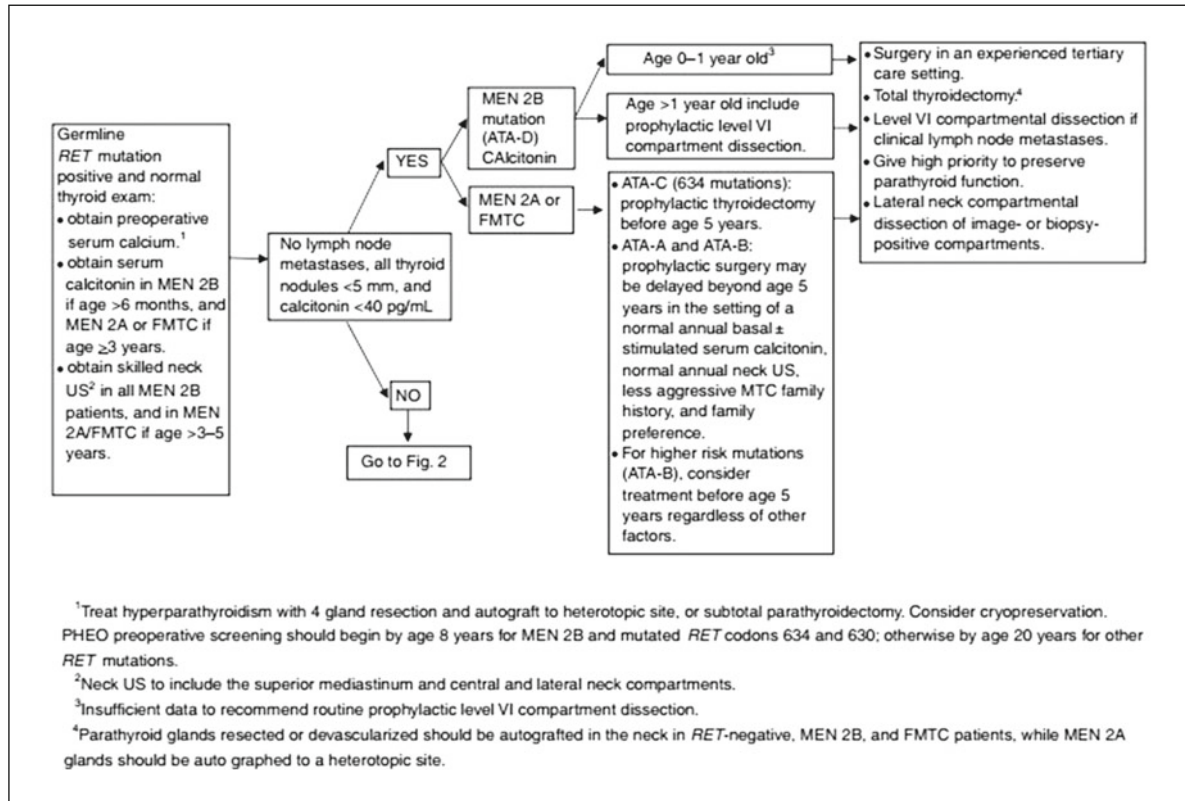 Germline
RET mutation
positive and normal
thyroid exam:
• obtain preoperative
serum calcium.1
• obtain serum
calcitonin in MEN 2B
if age >6 months, and
MEN 2A or FMTC if
age ≥3 years.
• obtain skilled neck
US2 in all MEN 2B
patients, and in MEN
2A/FMTC if age >3–5
years.
No lymph node
metastases, all thyroid
nodules <5 mm, and
calcitonin <40 pg/mL
YES
NO
Go to Fig. 2
MEN 2B
mutation
(ATA-D)
CAlcitonin
MEN 2A or
FMTC
Age 0–1 year old3
Age >1 year old include
prophylactic level VI
compartment dissection.
• ATA-C (634 mutations):
prophylactic thyroidectomy
before age 5 years.
• ATA-A and ATA-B:
prophylactic surgery may
be delayed beyond age 5
years in the setting of a
normal annual basal ±
stimulated serum calcitonin,
normal annual neck US,
less aggressive MTC family
history, and family
preference.
• For higher risk mutations
(ATA-B), consider
treatment before age 5
years regardless of other
factors.
• Surgery in an experienced tertiary
care setting.
• Total thyroidectomy.4
• Level VI compartmental dissection if
clinical lymph node metastases.
• Give high priority to preserve
parathyroid function.
• Lateral neck compartmental
dissection of image- or biopsy-
positive compartments.
1Treat hyperparathyroidism with 4 gland resection and autograft to heterotopic site, or subtotal parathyroidectomy. Consider cryopreservation.
PHEO preoperative screening should begin by age 8 years for MEN 2B and mutated RET codons 634 and 630; otherwise by age 20 years for other
RET mutations.
2Neck US to include the superior mediastinum and central and lateral neck compartments.
3Insufficient data to recommend routine prophylactic level VI compartment dissection.
4Parathyroid glands resected or devascularized should be autografted in the neck in RET-negative, MEN 2B, and FMTC patients, while MEN 2A
glands should be auto graphed to a heterotopic site.